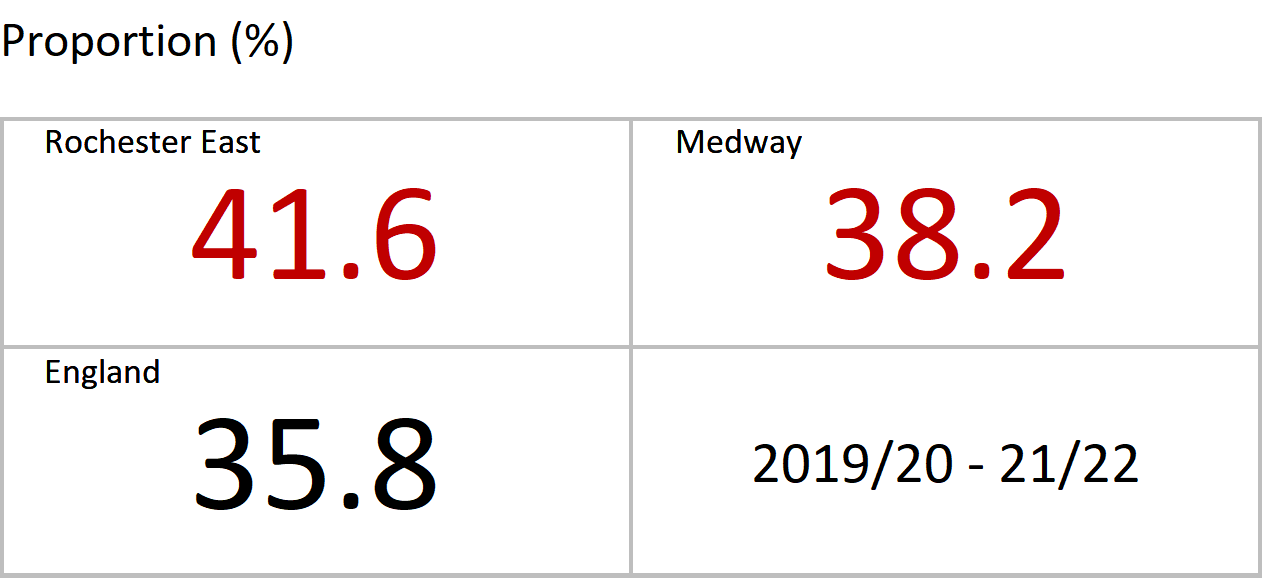 Proportion (%)
Rochester East
41.6
Medway
38.2
England
35.8
2019/20 - 21/22